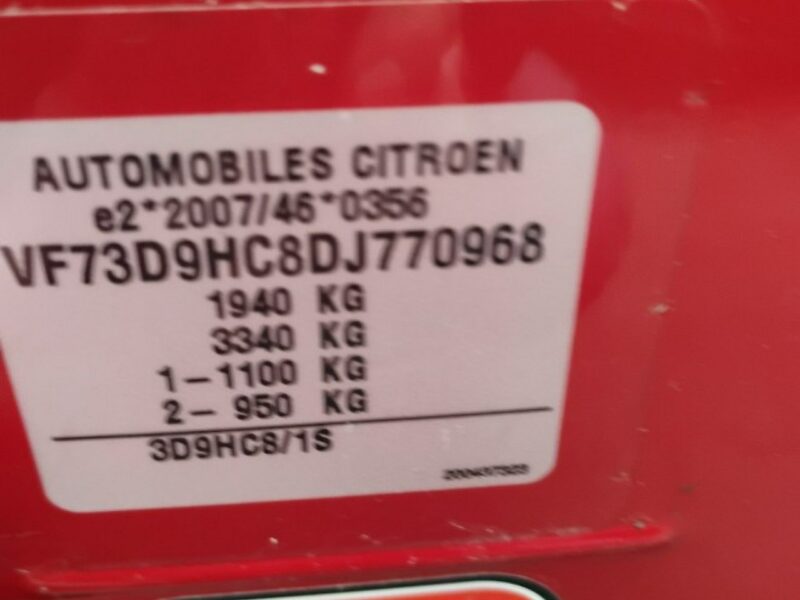 AUTOMOBILES CITROEN
e2*2007/46*0356
VF73D9HC8DJ770968
1940 KG
3340 KG
1-1100 KG
2- 950 KG
3D9HC8/1S